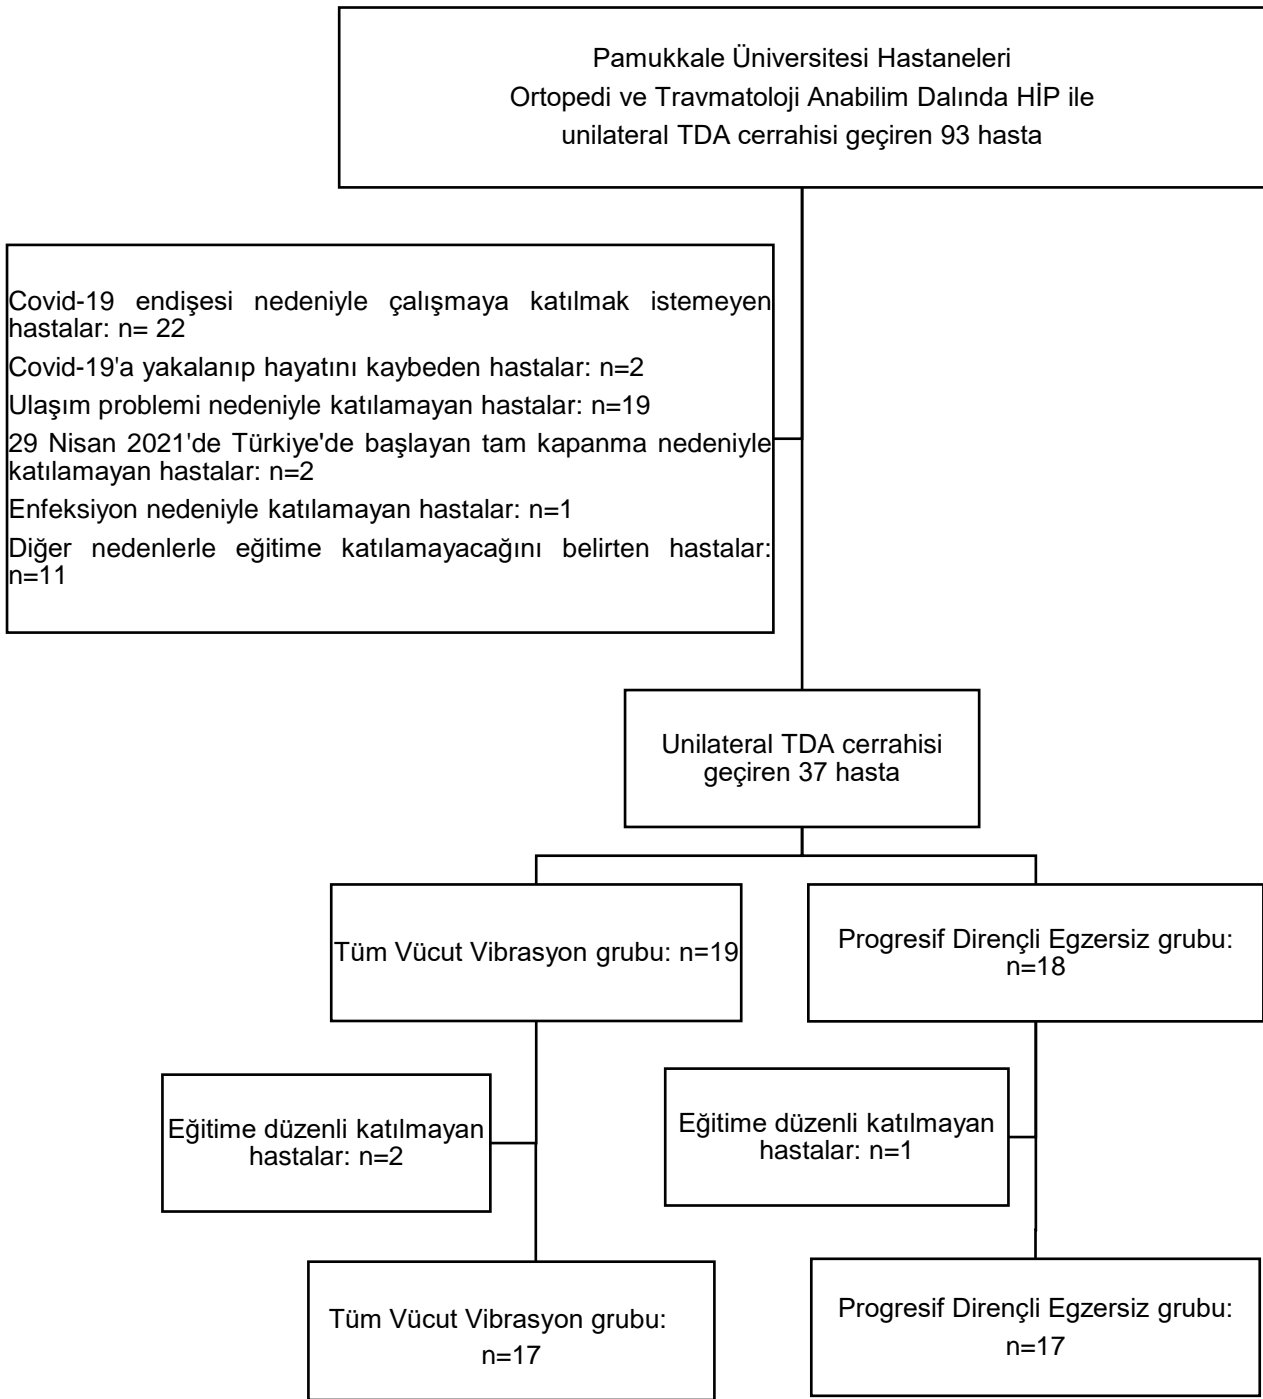 Pamukkale Üniversitesi Hastaneleri
Ortopedi ve Travmatoloji Anabilim Dalında HİP ile
unilateral TDA cerrahisi geçiren 93 hasta
Covid-19 endişesi nedeniyle çalışmaya katılmak istemeyen
hastalar: n= 22
Covid-19'a yakalanıp hayatını kaybeden hastalar: n=2
Ulaşım problemi nedeniyle katılamayan hastalar: n=19
29 Nisan 2021'de Türkiye'de başlayan tam kapanma nedeniyle
katılamayan hastalar: n=2
Enfeksiyon nedeniyle katılamayan hastalar: n=1
Diğer nedenlerle eğitime katılamayacağını belirten hastalar:
n=11
Unilateral TDA cerrahisi
geçiren 37 hasta
Tüm Vücut Vibrasyon grubu: n=19
Progresif Dirençli Egzersiz grubu:
n=18
Eğitime düzenli katılmayan
hastalar: n=2
Eğitime düzenli katılmayan
hastalar: n=1
Tüm Vücut Vibrasyon grubu:
n=17
Progresif Dirençli Egzersiz grubu:
n=17